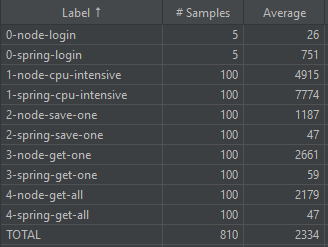 Label ↑ # Samples Average
0-node-login 5 26
0-spring-login 5 751
1-node-cpu-intensive 100 4915
1-spring-cpu-intensive 100 7774
2-node-save-one 100 1187
2-spring-save-one 100 47
3-node-get-one 100 2661
3-spring-get-one 100 59
4-node-get-all 100 2179
4-spring-get-all 100 47
TOTAL 810 2334